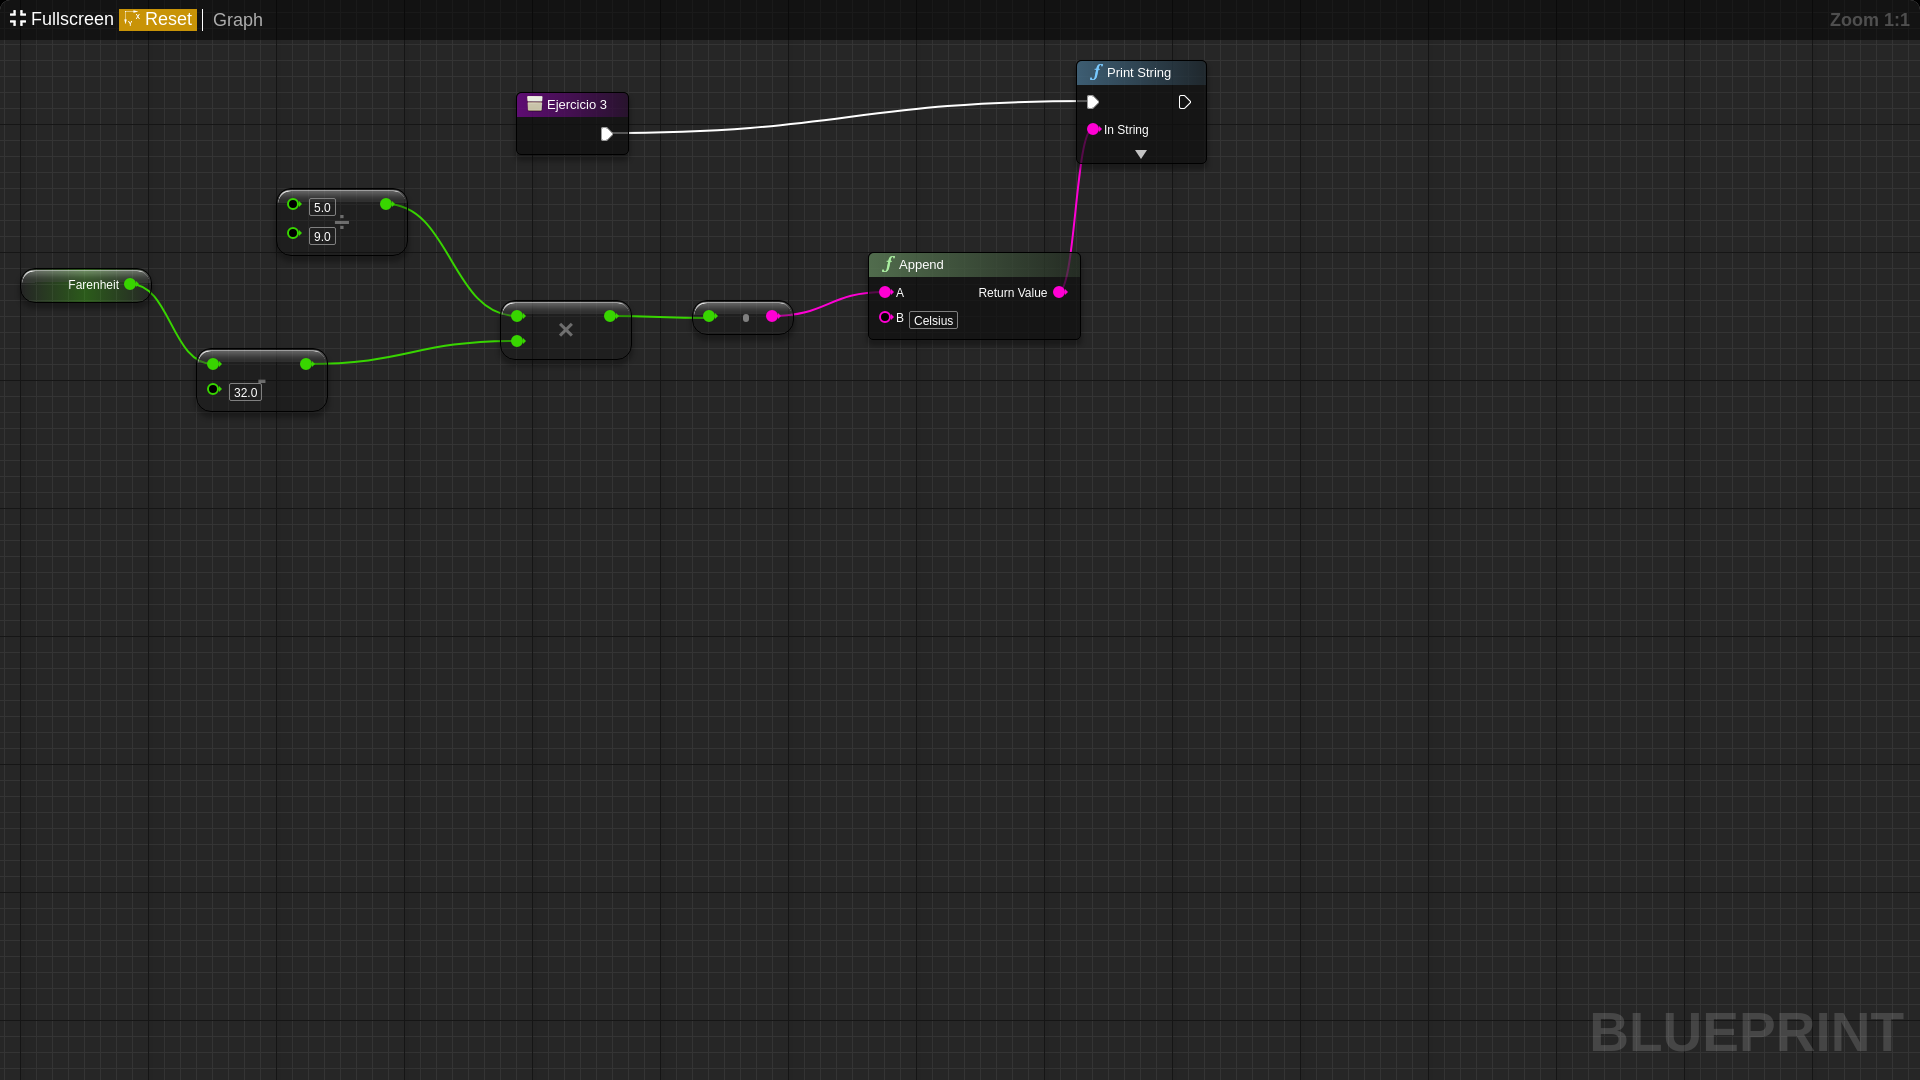 Fullscreen Reset Graph
Zoom 1:1
Print String
In String
Ejercicio 3
5.0
÷
9.0
Farenheit
×
-
32.0
Append
A Return Value
B Celsius
BLUEPRINT